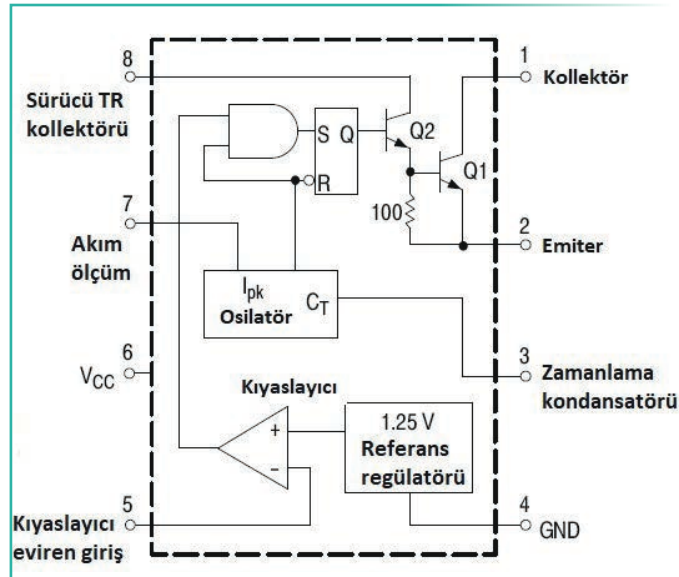 8
Sürücü TR
kollektörü
7
Akım
ölçüm
6
VCC
5
Kıyaslayıcı
eviren giriş
S Q
R
Q2
Q1
100
Ipk
CT
Osilatör
Kıyaslayıcı
+
−
1.25 V
Referans
regülatörü
1
Kollektör
2
Emiter
3
Zamanlama
kondansatörü
4
GND